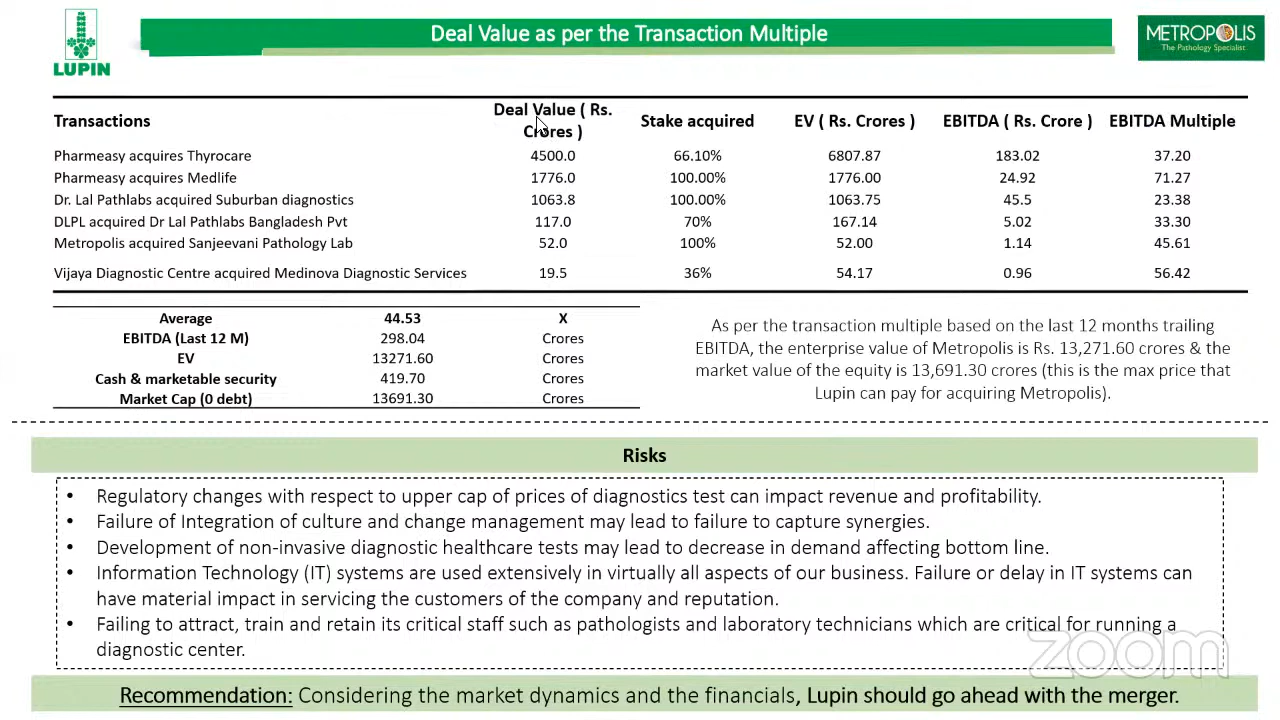 LUPIN
Deal Value as per the Transaction Multiple
METROPOLIS
The Pathology Specialist
Transactions Deal Value ( Rs. Crores ) Stake acquired EV ( Rs. Crores ) EBITDA ( Rs. Crore ) EBITDA Multiple
Pharmeasy acquires Thyrocare 4500.0 66.10% 6807.87 183.02 37.20
Pharmeasy acquires Medlife 1776.0 100.00% 1776.00 24.92 71.27
Dr. Lal Pathlabs acquired Suburban diagnostics 1063.8 100.00% 1063.75 45.5 23.38
DLPL acquired Dr Lal Pathlabs Bangladesh Pvt 117.0 70% 167.14 5.02 33.30
Metropolis acquired Sanjeevani Pathology Lab 52.0 100% 52.00 1.14 45.61
Vijaya Diagnostic Centre acquired Medinova Diagnostic Services 19.5 36% 54.17 0.96 56.42
Average 44.53 X
EBITDA (Last 12 M) 298.04 Crores
EV 13271.60 Crores
Cash & marketable security 419.70 Crores
Market Cap (0 debt) 13691.30 Crores
As per the transaction multiple based on the last 12 months trailing
EBITDA, the enterprise value of Metropolis is Rs. 13,271.60 crores & the
market value of the equity is 13,691.30 crores (this is the max price that
Lupin can pay for acquiring Metropolis).
Risks
• Regulatory changes with respect to upper cap of prices of diagnostics test can impact revenue and profitability.
• Failure of Integration of culture and change management may lead to failure to capture synergies.
• Development of non-invasive diagnostic healthcare tests may lead to decrease in demand affecting bottom line.
• Information Technology (IT) systems are used extensively in virtually all aspects of our business. Failure or delay in IT systems can
have material impact in servicing the customers of the company and reputation.
• Failing to attract, train and retain its critical staff such as pathologists and laboratory technicians which are critical for running a
diagnostic center.
zoom
Recommendation: Considering the market dynamics and the financials, Lupin should go ahead with the merger.